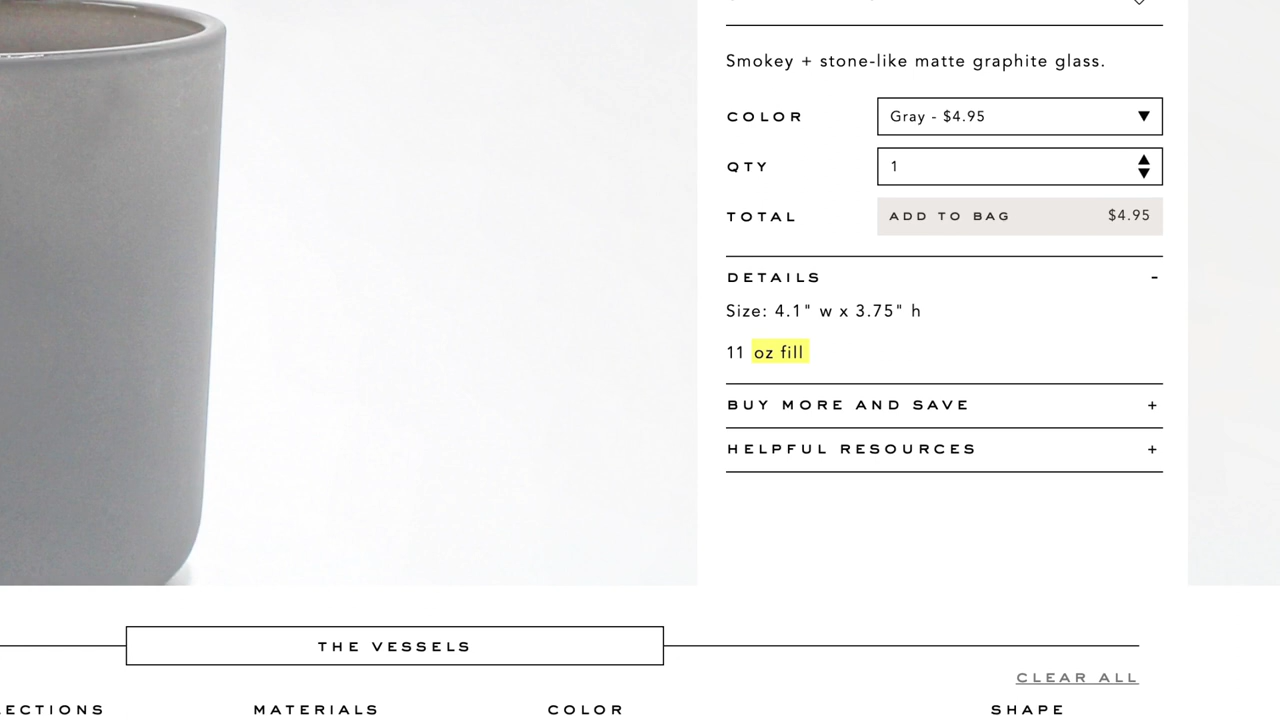 Smokey + stone-like matte graphite glass.
COLOR
Gray - $4.95
QTY
1
TOTAL
ADD TO BAG $4.95
DETAILS -
Size: 4.1" w x 3.75" h
11 oz fill
BUY MORE AND SAVE +
HELPFUL RESOURCES +
THE VESSELS
CLEAR ALL
LECTIONS MATERIALS COLOR SHAPE